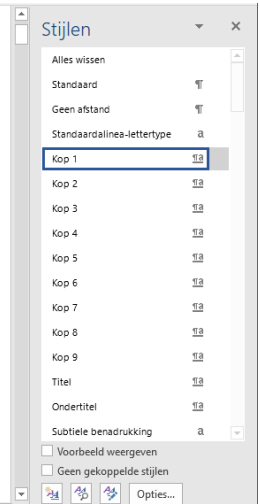 Stijlen
Alles wissen
Standaard ¶
Geen afstand ¶
Standaardalinea-lettertype a
Kop 1 ¶a
Kop 2 ¶a
Kop 3 ¶a
Kop 4 ¶a
Kop 5 ¶a
Kop 6 ¶a
Kop 7 ¶a
Kop 8 ¶a
Kop 9 ¶a
Titel ¶a
Ondertitel ¶a
Subtiele benadrukking a
Voorbeeld weergeven
Geen gekoppelde stijlen
Opties...